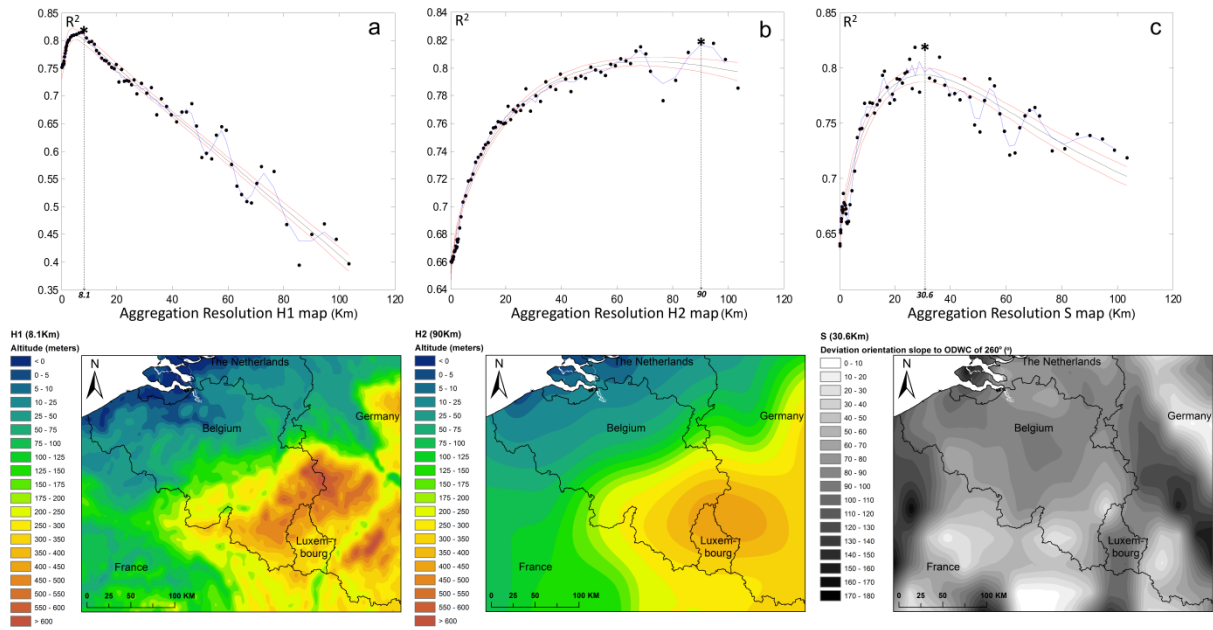 R²
a
0.85
0.8
0.75
0.7
0.65
0.6
0.55
0.5
0.45
0.4
0.35
*
0 8.1 20 40 60 80 100 120
Aggregation Resolution H1 map (Km)
R²
b
0.84
0.82
0.8
0.78
0.76
0.74
0.72
0.7
0.68
0.66
0.64
*
0 20 40 60 80 90 100 120
Aggregation Resolution H2 map (Km)
R²
c
0.85
0.8
0.75
0.7
0.65
*
0 20 30.6 40 60 80 100 120
Aggregation Resolution S map (Km)
H1 (8.1Km)
Altitude (meters)
< 0
0 - 5
5 - 10
10 - 25
25 - 50
50 - 75
75 - 100
100 - 125
125 - 150
150 - 175
175 - 200
200 - 250
250 - 300
300 - 350
350 - 400
400 - 450
450 - 500
500 - 550
550 - 600
> 600
N
The Netherlands
Germany
Belgium
Luxem-
bourg
France
0 25 50 100 KM
H2 (90Km)
Altitude (meters)
< 0
0 - 5
5 - 10
10 - 25
25 - 50
50 - 75
75 - 100
100 - 125
125 - 150
150 - 175
175 - 200
200 - 250
250 - 300
300 - 350
350 - 400
400 - 450
450 - 500
500 - 550
550 - 600
> 600
N
The Netherlands
Germany
Belgium
Luxem-
bourg
France
0 25 50 100 KM
S (30.6Km)
Deviation orientation slope to ODWC of 260° (°)
0 - 10
10 - 20
20 - 30
30 - 40
40 - 50
50 - 60
60 - 70
70 - 80
80 - 90
90 - 100
100 - 110
110 - 120
120 - 130
130 - 140
140 - 150
150 - 160
160 - 170
170 - 180
N
The Netherlands
Germany
Belgium
Luxem-
bourg
France
0 25 50 100 KM